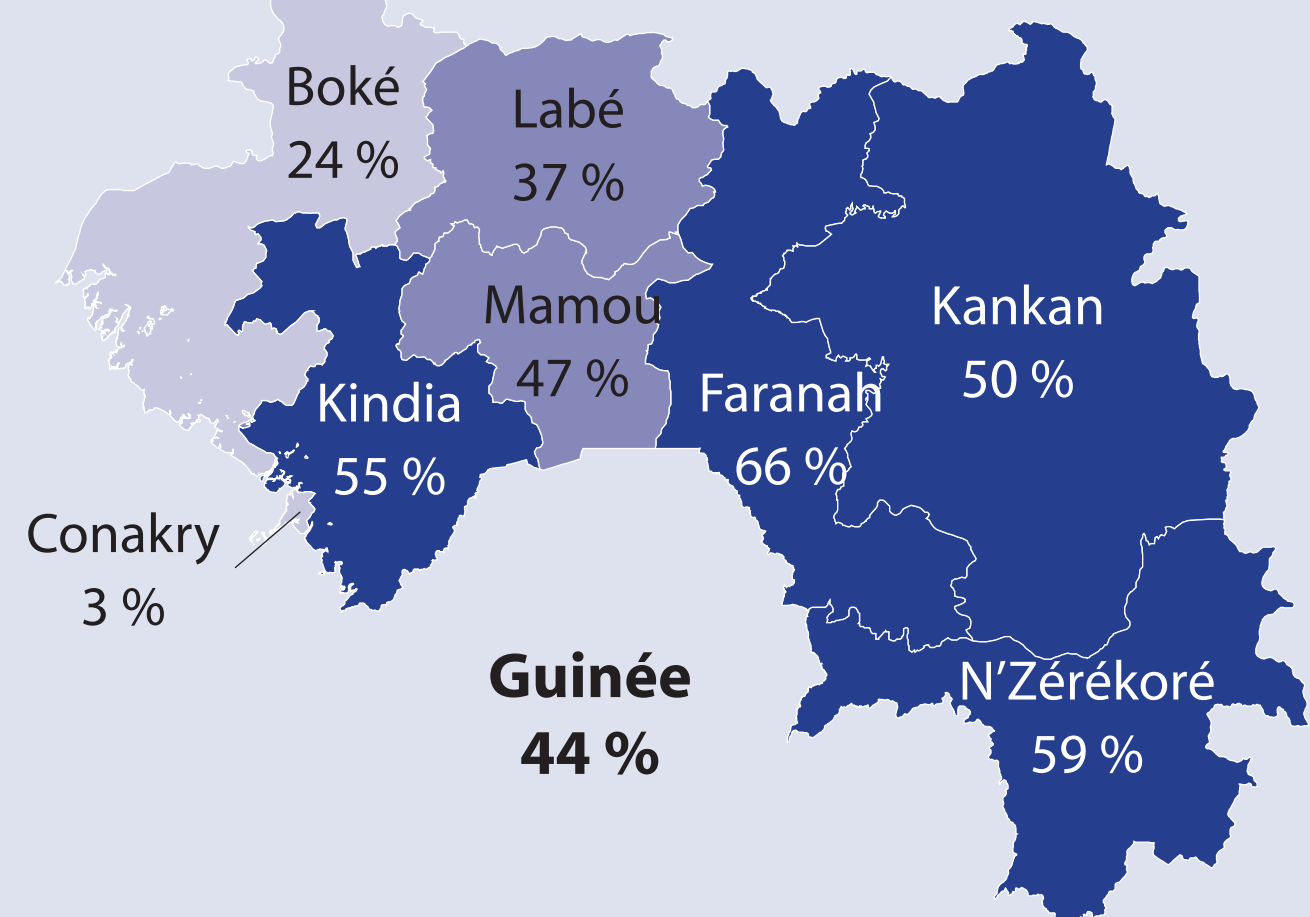 Boké
24 %
Labé
37 %
Mamou
47 %
Kankan
50 %
Faranah
66 %
Kindia
55 %
Conakry
3 %
Guinée
44 %
N’Zérékoré
59 %